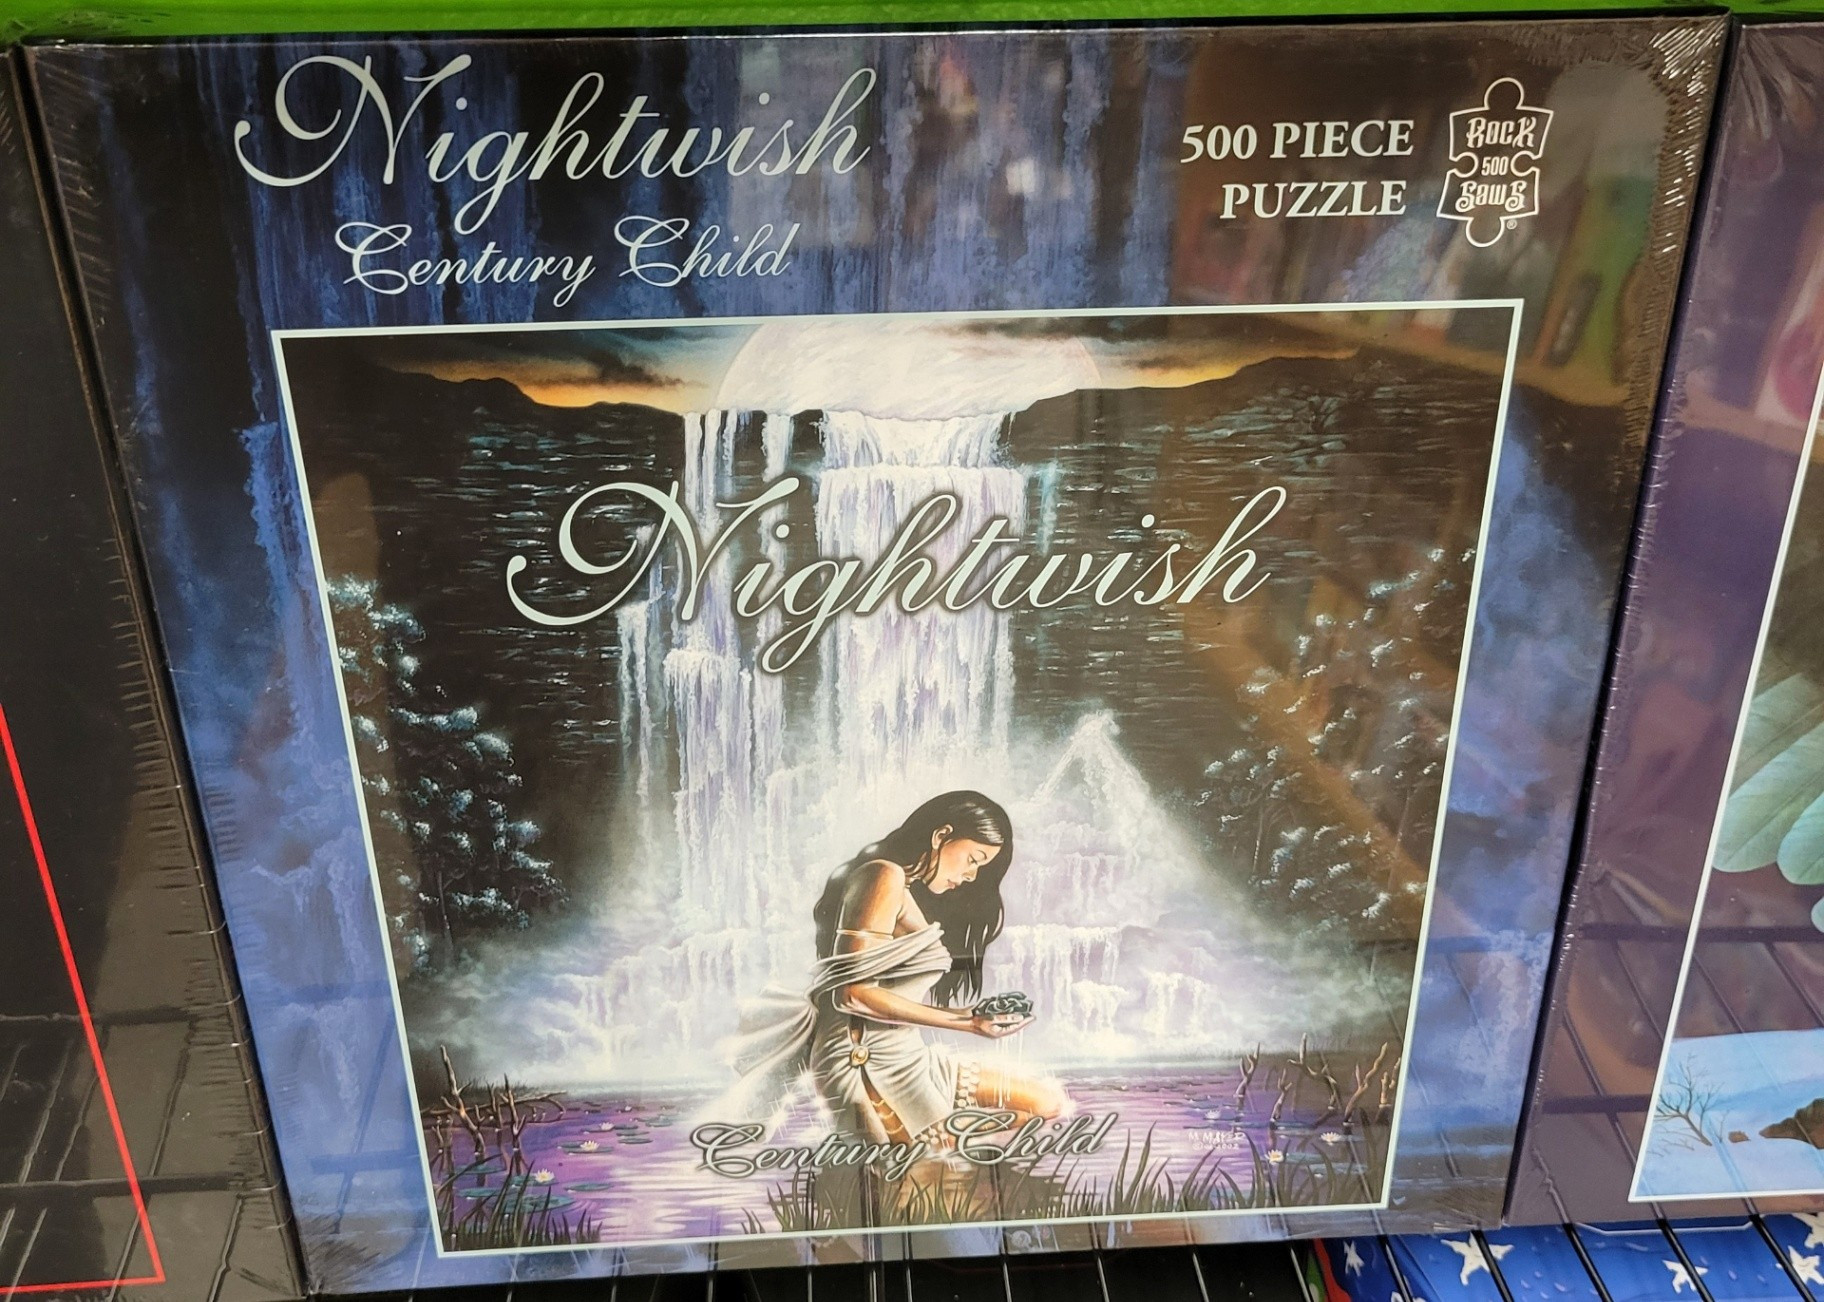 Nightwish
Century Child
500 PIECE
PUZZLE
Rock
500
Saws
®
Nightwish
Century Child